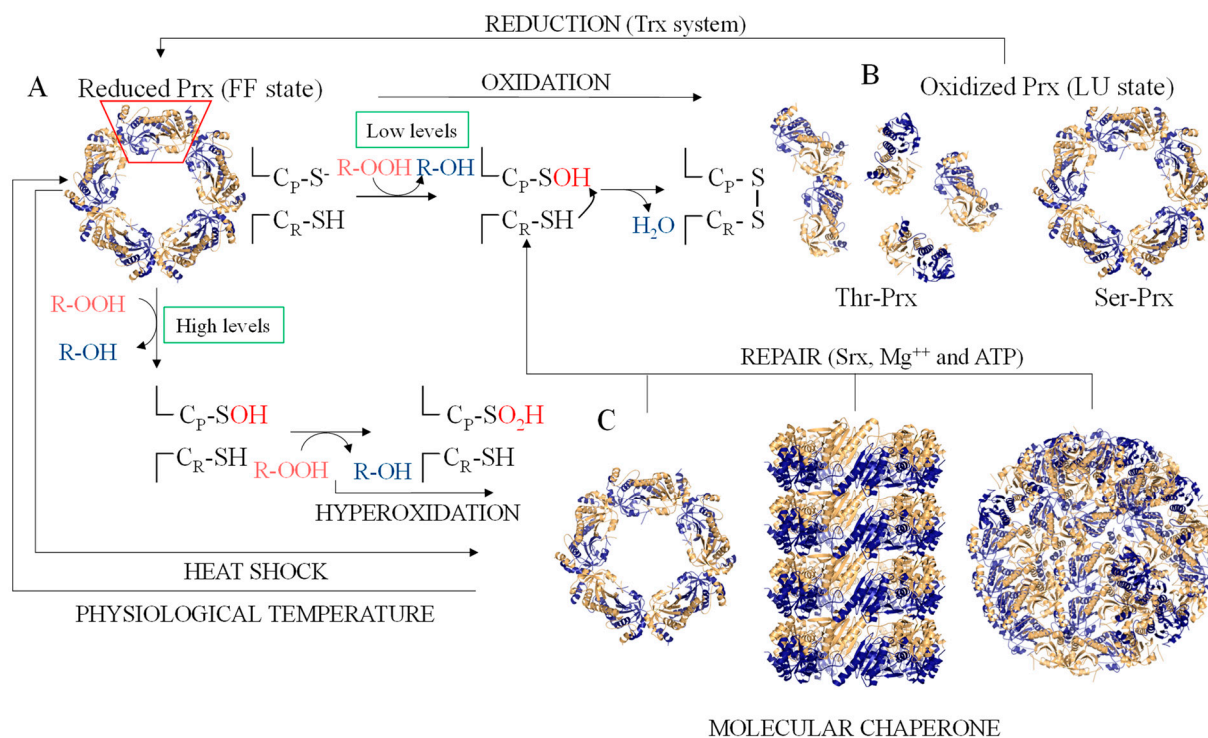 REDUCTION (Trx system)
A
Reduced Prx (FF state)
OXIDATION
B
Oxidized Prx (LU state)
Low levels
R-OOH R-OH
C_P-S-
C_R-SH
C_P-SOH
C_R-SH
H₂O
C_P- S
C_R- S
Thr-Prx
Ser-Prx
R-OOH
High levels
R-OH
REPAIR (Srx, Mg⁺⁺ and ATP)
C_P-SOH
C_R-SH
R-OOH
R-OH
C_P-SO₂H
C_R-SH
HYPEROXIDATION
C
HEAT SHOCK
PHYSIOLOGICAL TEMPERATURE
MOLECULAR CHAPERONE